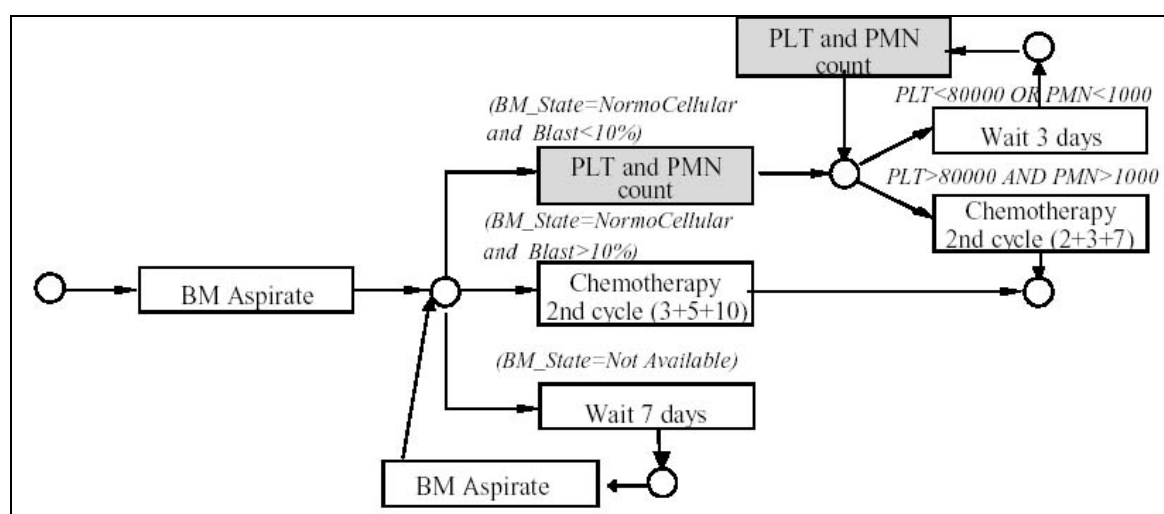 PLT and PMN
count
PLT<80000 OR PMN<1000
Wait 3 days
(BM_State=NormoCellular
and Blast<10%)
PLT and PMN
count
PLT>80000 AND PMN>1000
Chemotherapy
2nd cycle (2+3+7)
(BM_State=NormoCellular
and Blast>10%)
BM Aspirate
Chemotherapy
2nd cycle (3+5+10)
(BM_State=Not Available)
Wait 7 days
BM Aspirate